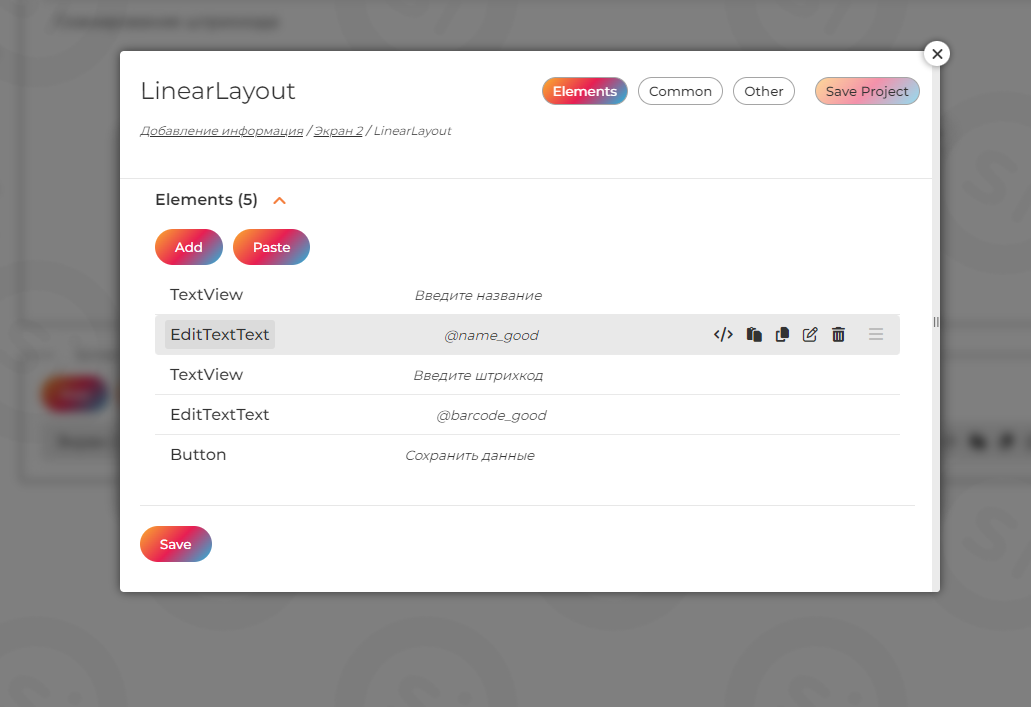 LinearLayout
Elements
Common
Other
Save Project
Добавление информация / Экран 2 / LinearLayout
Elements (5)
Add
Paste
TextView
Введите название
EditTextText
@name_good
TextView
Введите штрихкод
EditTextText
@barcode_good
Button
Сохранить данные
Save